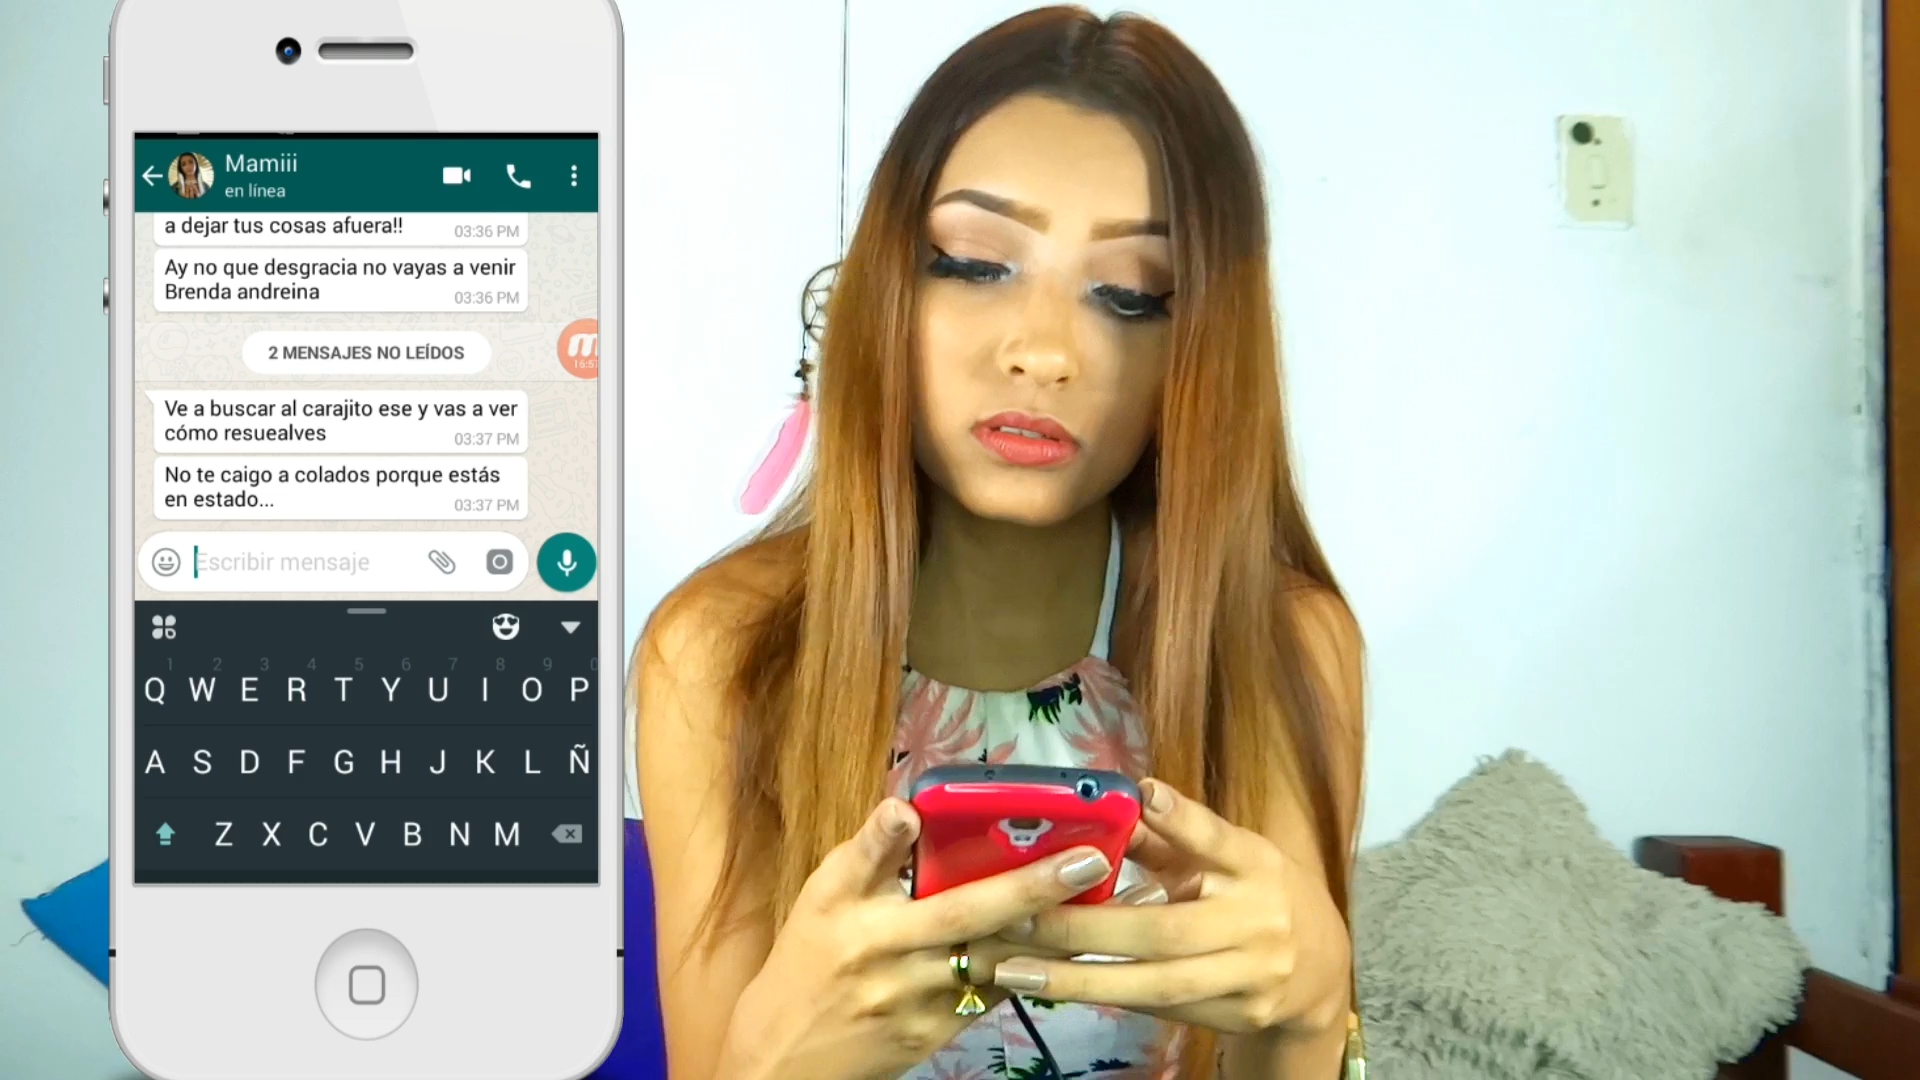 Mamiii
en línea
a dejar tus cosas afuera!!
03:36 PM
Ay no que desgracia no vayas a venir
Brenda andreina
03:36 PM
2 MENSAJES NO LEÍDOS
m
16:57
Ve a buscar al carajito ese y vas a ver
cómo resuealves
03:37 PM
No te caigo a colados porque estás
en estado...
03:37 PM
Escribir mensaje
1 2 3 4 5 6 7 8 9 0
Q W E R T Y U I O P
A S D F G H J K L Ñ
Z X C V B N M